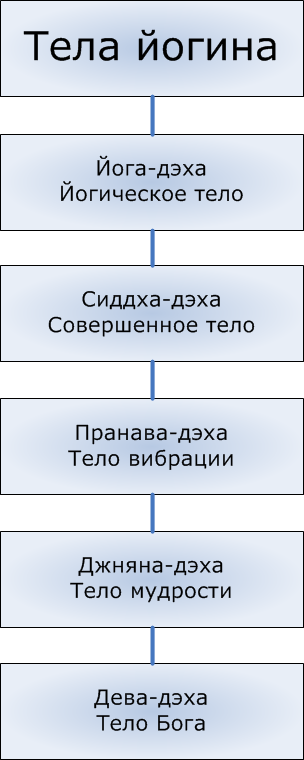 Тела йогина
Йога-дэха
Йогическое тело
Сиддха-дэха
Совершенное тело
Пранава-дэха
Тело вибрации
Джняна-дэха
Тело мудрости
Дева-дэха
Тело Бога